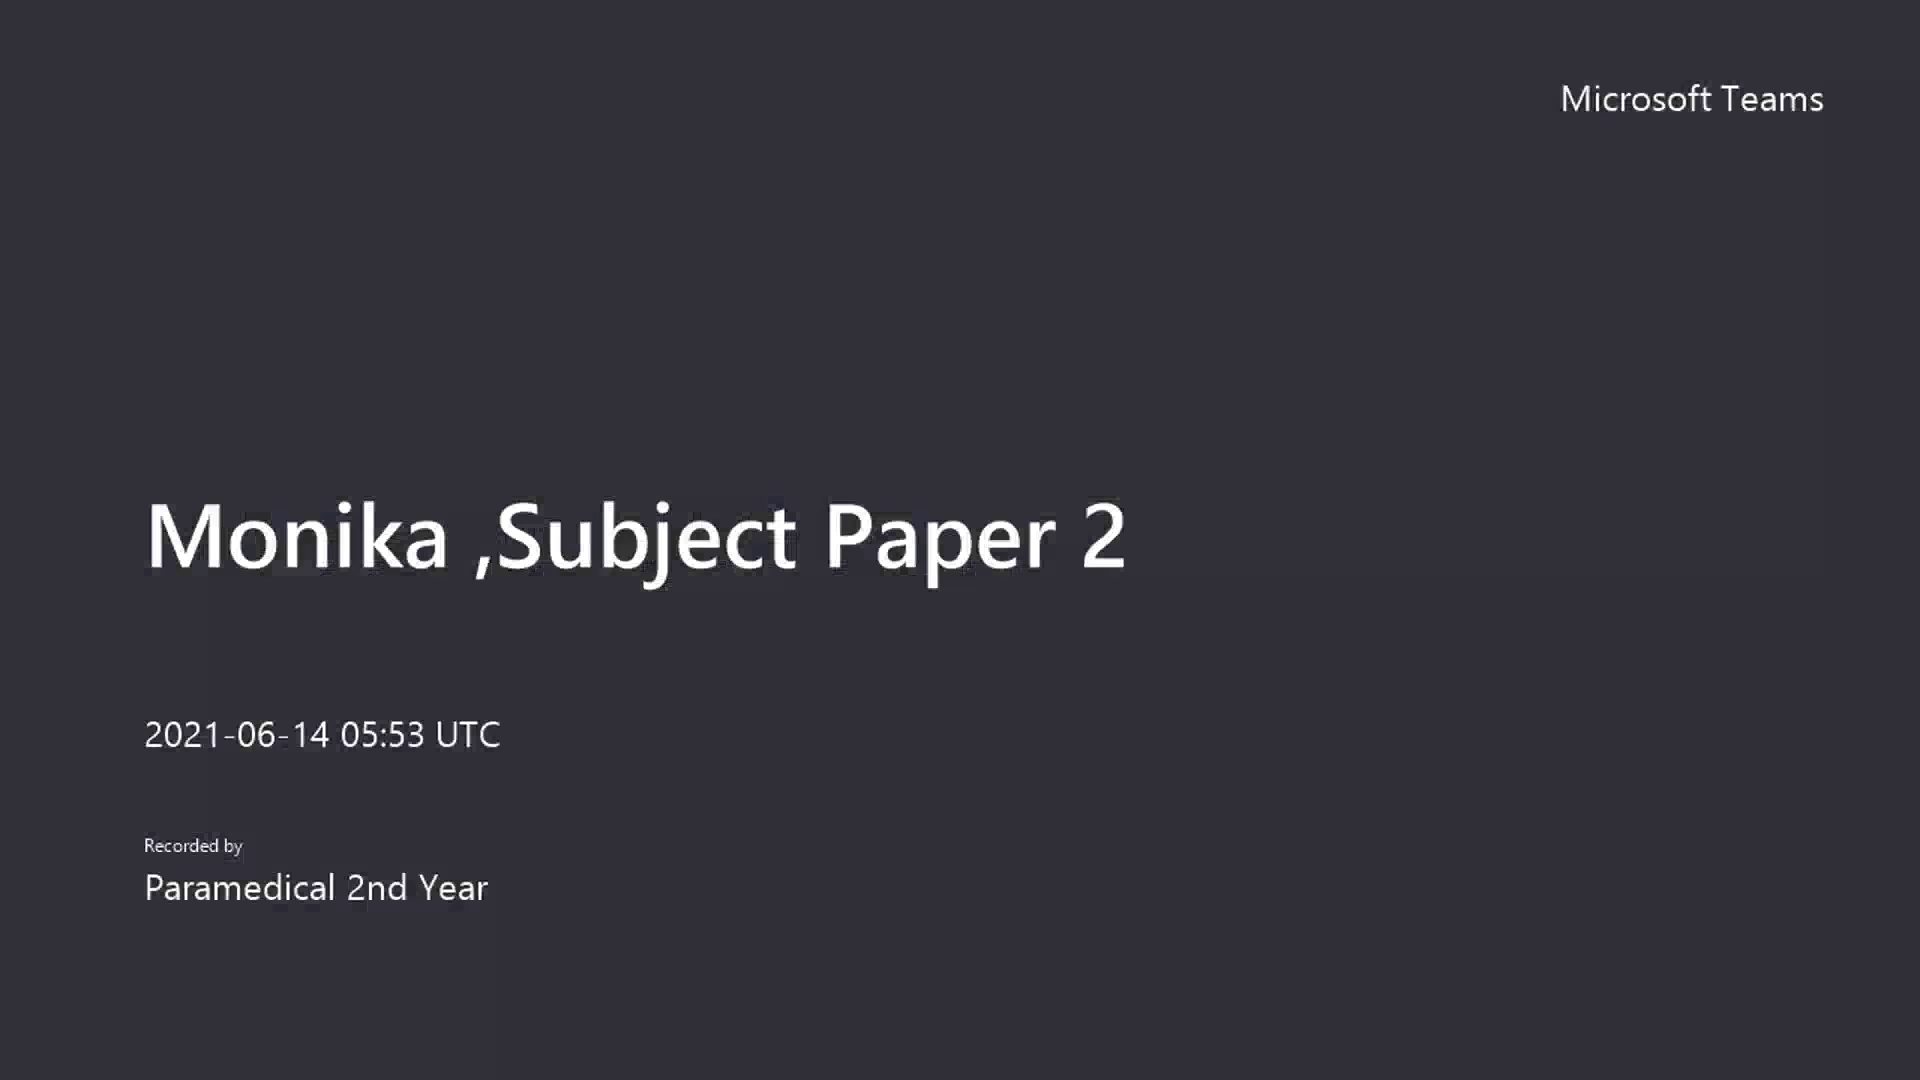 Microsoft Teams
Monika ,Subject Paper 2
2021-06-14 05:53 UTC
Recorded by
Paramedical 2nd Year